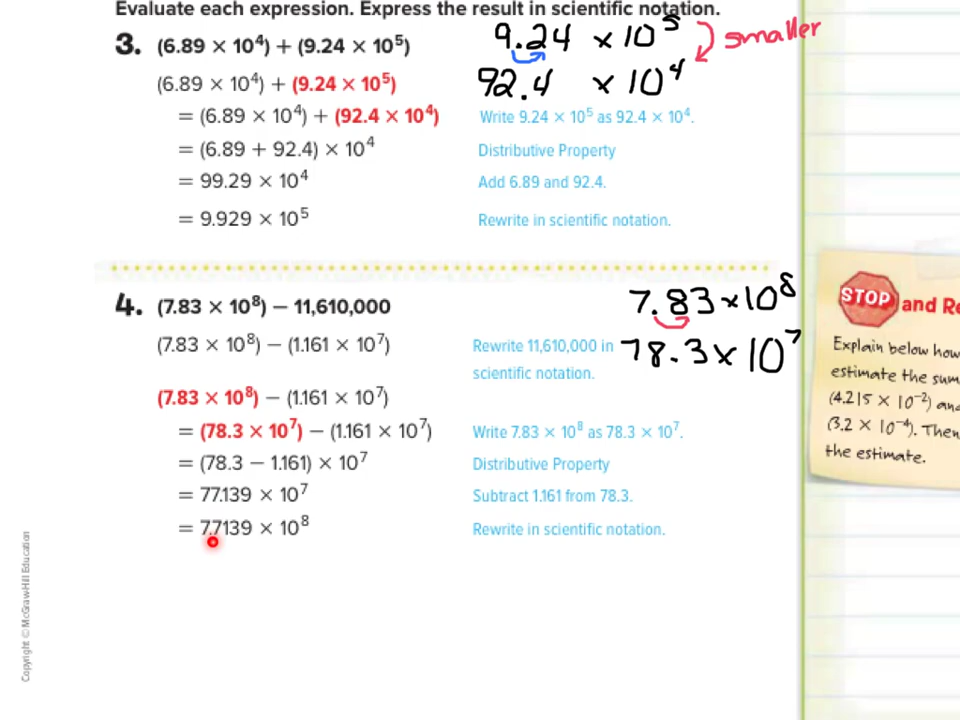 Evaluate each expression. Express the result in scientific notation.
3. (6.89 × 10⁴) + (9.24 × 10⁵)
9.24 × 10⁵
smaller
(6.89 × 10⁴) + (9.24 × 10⁵)
92.4 × 10⁴
= (6.89 × 10⁴) + (92.4 × 10⁴) Write 9.24 × 10⁵ as 92.4 × 10⁴.
= (6.89 + 92.4) × 10⁴ Distributive Property
= 99.29 × 10⁴ Add 6.89 and 92.4.
= 9.929 × 10⁵ Rewrite in scientific notation.
4. (7.83 × 10⁸) − 11,610,000
7.83 × 10⁸
(7.83 × 10⁸) − (1.161 × 10⁷) Rewrite 11,610,000 in
scientific notation.
78.3 × 10⁷
(7.83 × 10⁸) − (1.161 × 10⁷)
= (78.3 × 10⁷) − (1.161 × 10⁷) Write 7.83 × 10⁸ as 78.3 × 10⁷.
= (78.3 − 1.161) × 10⁷ Distributive Property
= 77.139 × 10⁷ Subtract 1.161 from 78.3.
= 7.7139 × 10⁸ Rewrite in scientific notation.
STOP and Re
Explain below how
estimate the sum
(4.215 × 10⁻²) and
(3.2 × 10⁻⁴). Then
the estimate.
Copyright © McGraw-Hill Education